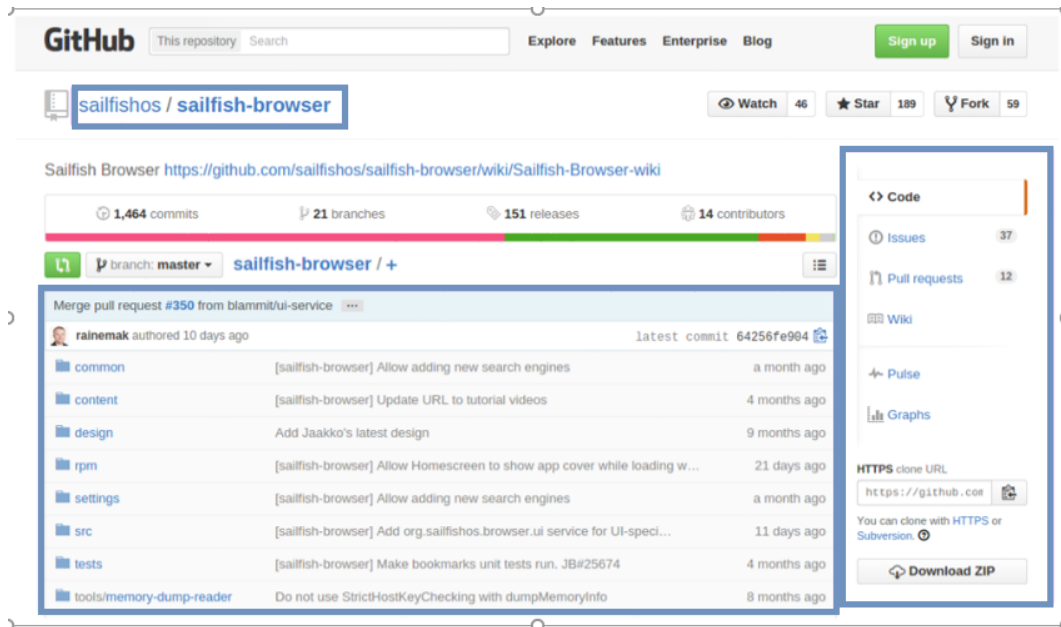 GitHub This repository Search Explore Features Enterprise Blog Sign up Sign in
sailfishos / sailfish-browser Watch 46 Star 189 Fork 59
Sailfish Browser https://github.com/sailfishos/sailfish-browser/wiki/Sailfish-Browser-wiki
1,464 commits 21 branches 151 releases 14 contributors
branch: master sailfish-browser / +
Merge pull request #350 from blammit/ui-service ...
rainemak authored 10 days ago latest commit 64256fe904
common [sailfish-browser] Allow adding new search engines a month ago
content [sailfish-browser] Update URL to tutorial videos 4 months ago
design Add Jaakko's latest design 9 months ago
rpm [sailfish-browser] Allow Homescreen to show app cover while loading w... 21 days ago
settings [sailfish-browser] Allow adding new search engines a month ago
src [sailfish-browser] Add org.sailfishos.browser.ui service for UI-speci... 11 days ago
tests [sailfish-browser] Make bookmarks unit tests run. JB#25674 4 months ago
tools/memory-dump-reader Do not use StrictHostKeyChecking with dumpMemoryInfo 8 months ago
<> Code
Issues 37
Pull requests 12
Wiki
Pulse
Graphs
HTTPS clone URL
https://github.com
You can clone with HTTPS or
Subversion.
Download ZIP